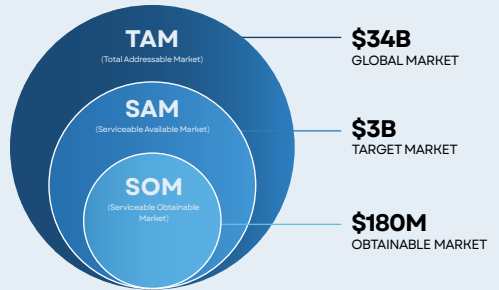 TAM
(Total Addressable Market)
$34B
GLOBAL MARKET
SAM
(Serviceable Available Market)
$3B
TARGET MARKET
SOM
(Serviceable Obtainable
Market)
$180M
OBTAINABLE MARKET